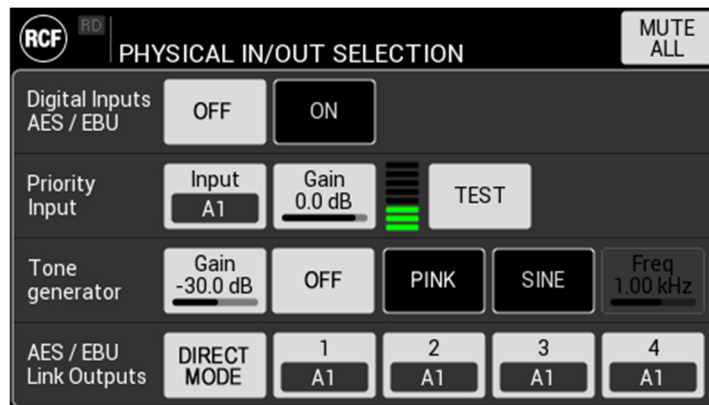 RCF RD
PHYSICAL IN/OUT SELECTION
MUTE
ALL
Digital Inputs
AES / EBU
OFF
ON
Priority
Input
Input
A1
Gain
0.0 dB
TEST
Tone
generator
Gain
-30.0 dB
OFF
PINK
SINE
Freq
1.00 kHz
AES / EBU
Link Outputs
DIRECT
MODE
1
A1
2
A1
3
A1
4
A1